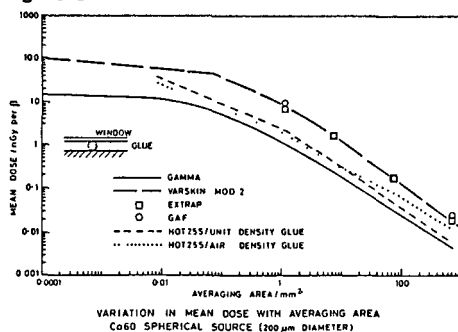 1000
100
10
1
0·1
0·01
0·001
MEAN DOSE /nGy per β
WINDOW
GLUE
GAMMA
VARSKIN MOD 2
EXTRAP
GAF
HOT255/UNIT DENSITY GLUE
HOT255/AIR DENSITY GLUE
0·0001
0·01
1
100
AVERAGING AREA/mm²
VARIATION IN MEAN DOSE WITH AVERAGING AREA
Co60 SPHERICAL SOURCE (200 µm DIAMETER)